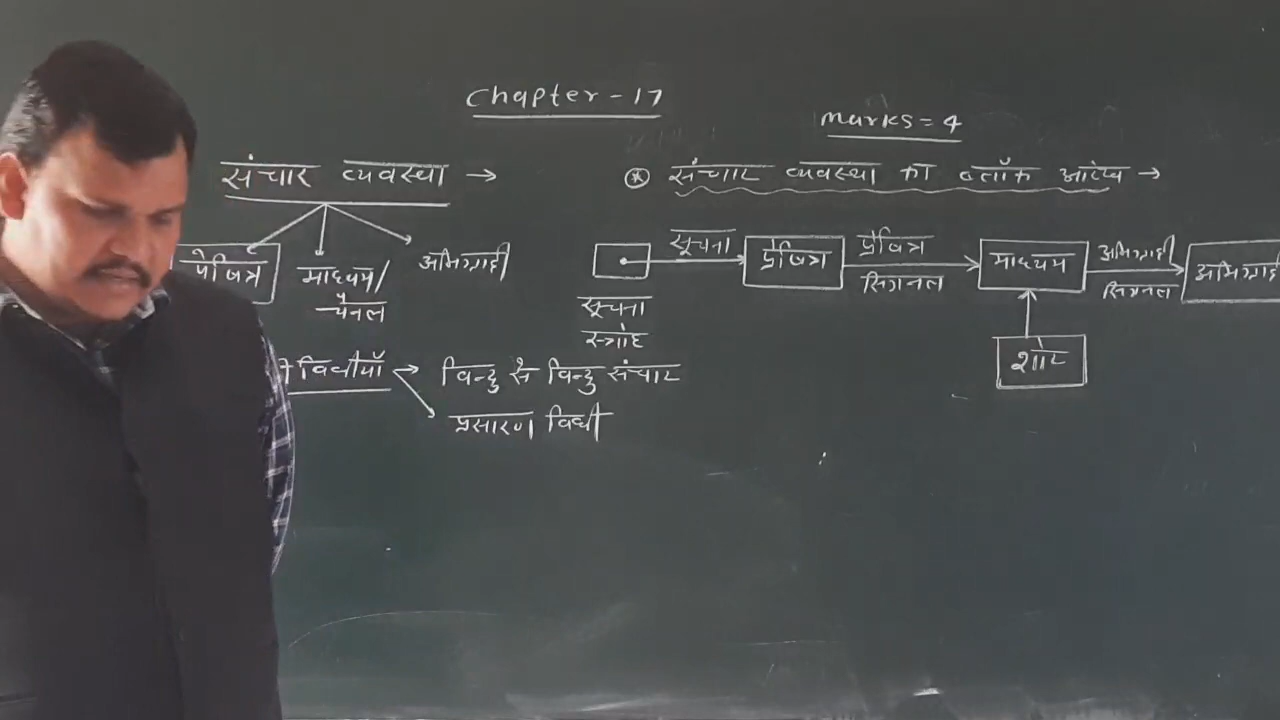 Chapter - 17
Marks = 4
संचार व्यवस्था →
प्रेषित्र
माध्यम/
चैनल
अभिग्राही
विधीयाँ → विन्दु से विन्दु संचार
प्रसारण विधी
* संचार व्यवस्था का ब्लॉक आरेख →
सूचना
स्त्रोत
सूचना
प्रेषित्र
प्रेषित्र
सिग्नल
माध्यम
शोर
अभिग्राही
सिग्नल
अभिग्राही